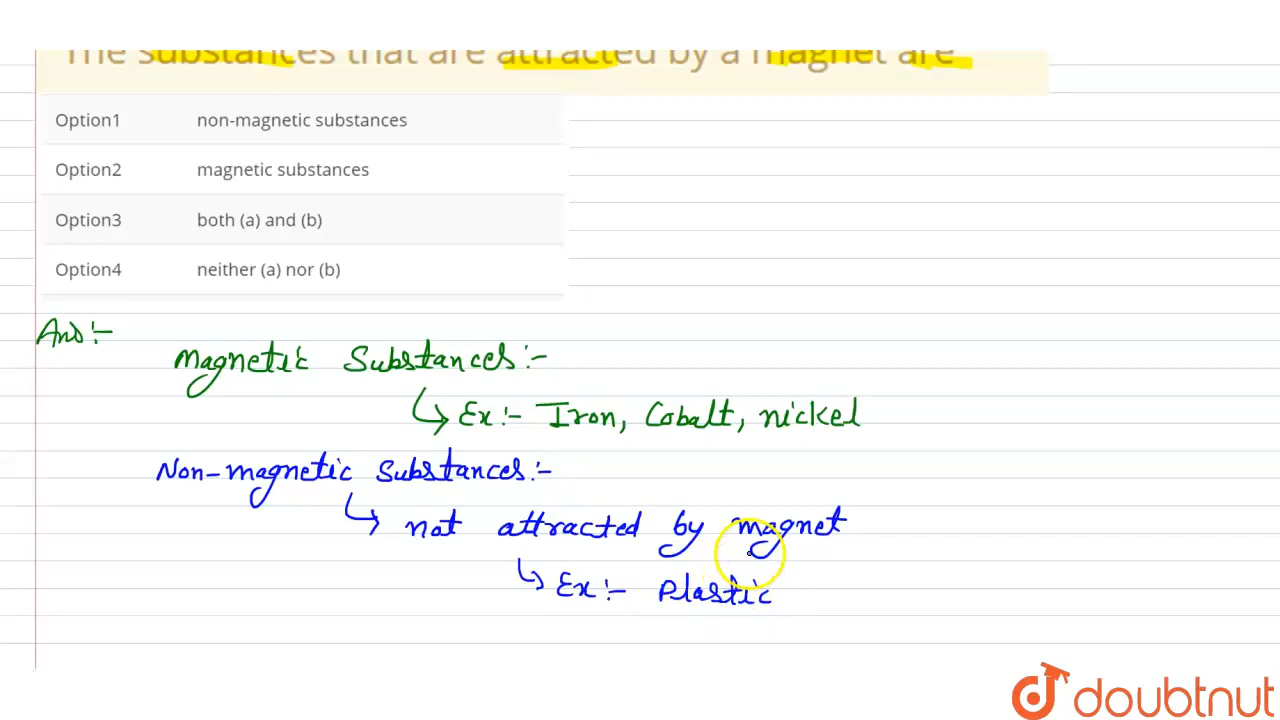 The substances that are attracted by a magnet are
Option1 non-magnetic substances
Option2 magnetic substances
Option3 both (a) and (b)
Option4 neither (a) nor (b)
Ans:-
Magnetic Substances:-
Ex:- Iron, Cobalt, nickel
Non-magnetic Substances:-
not attracted by magnet
Ex:- Plastic
doubtnut